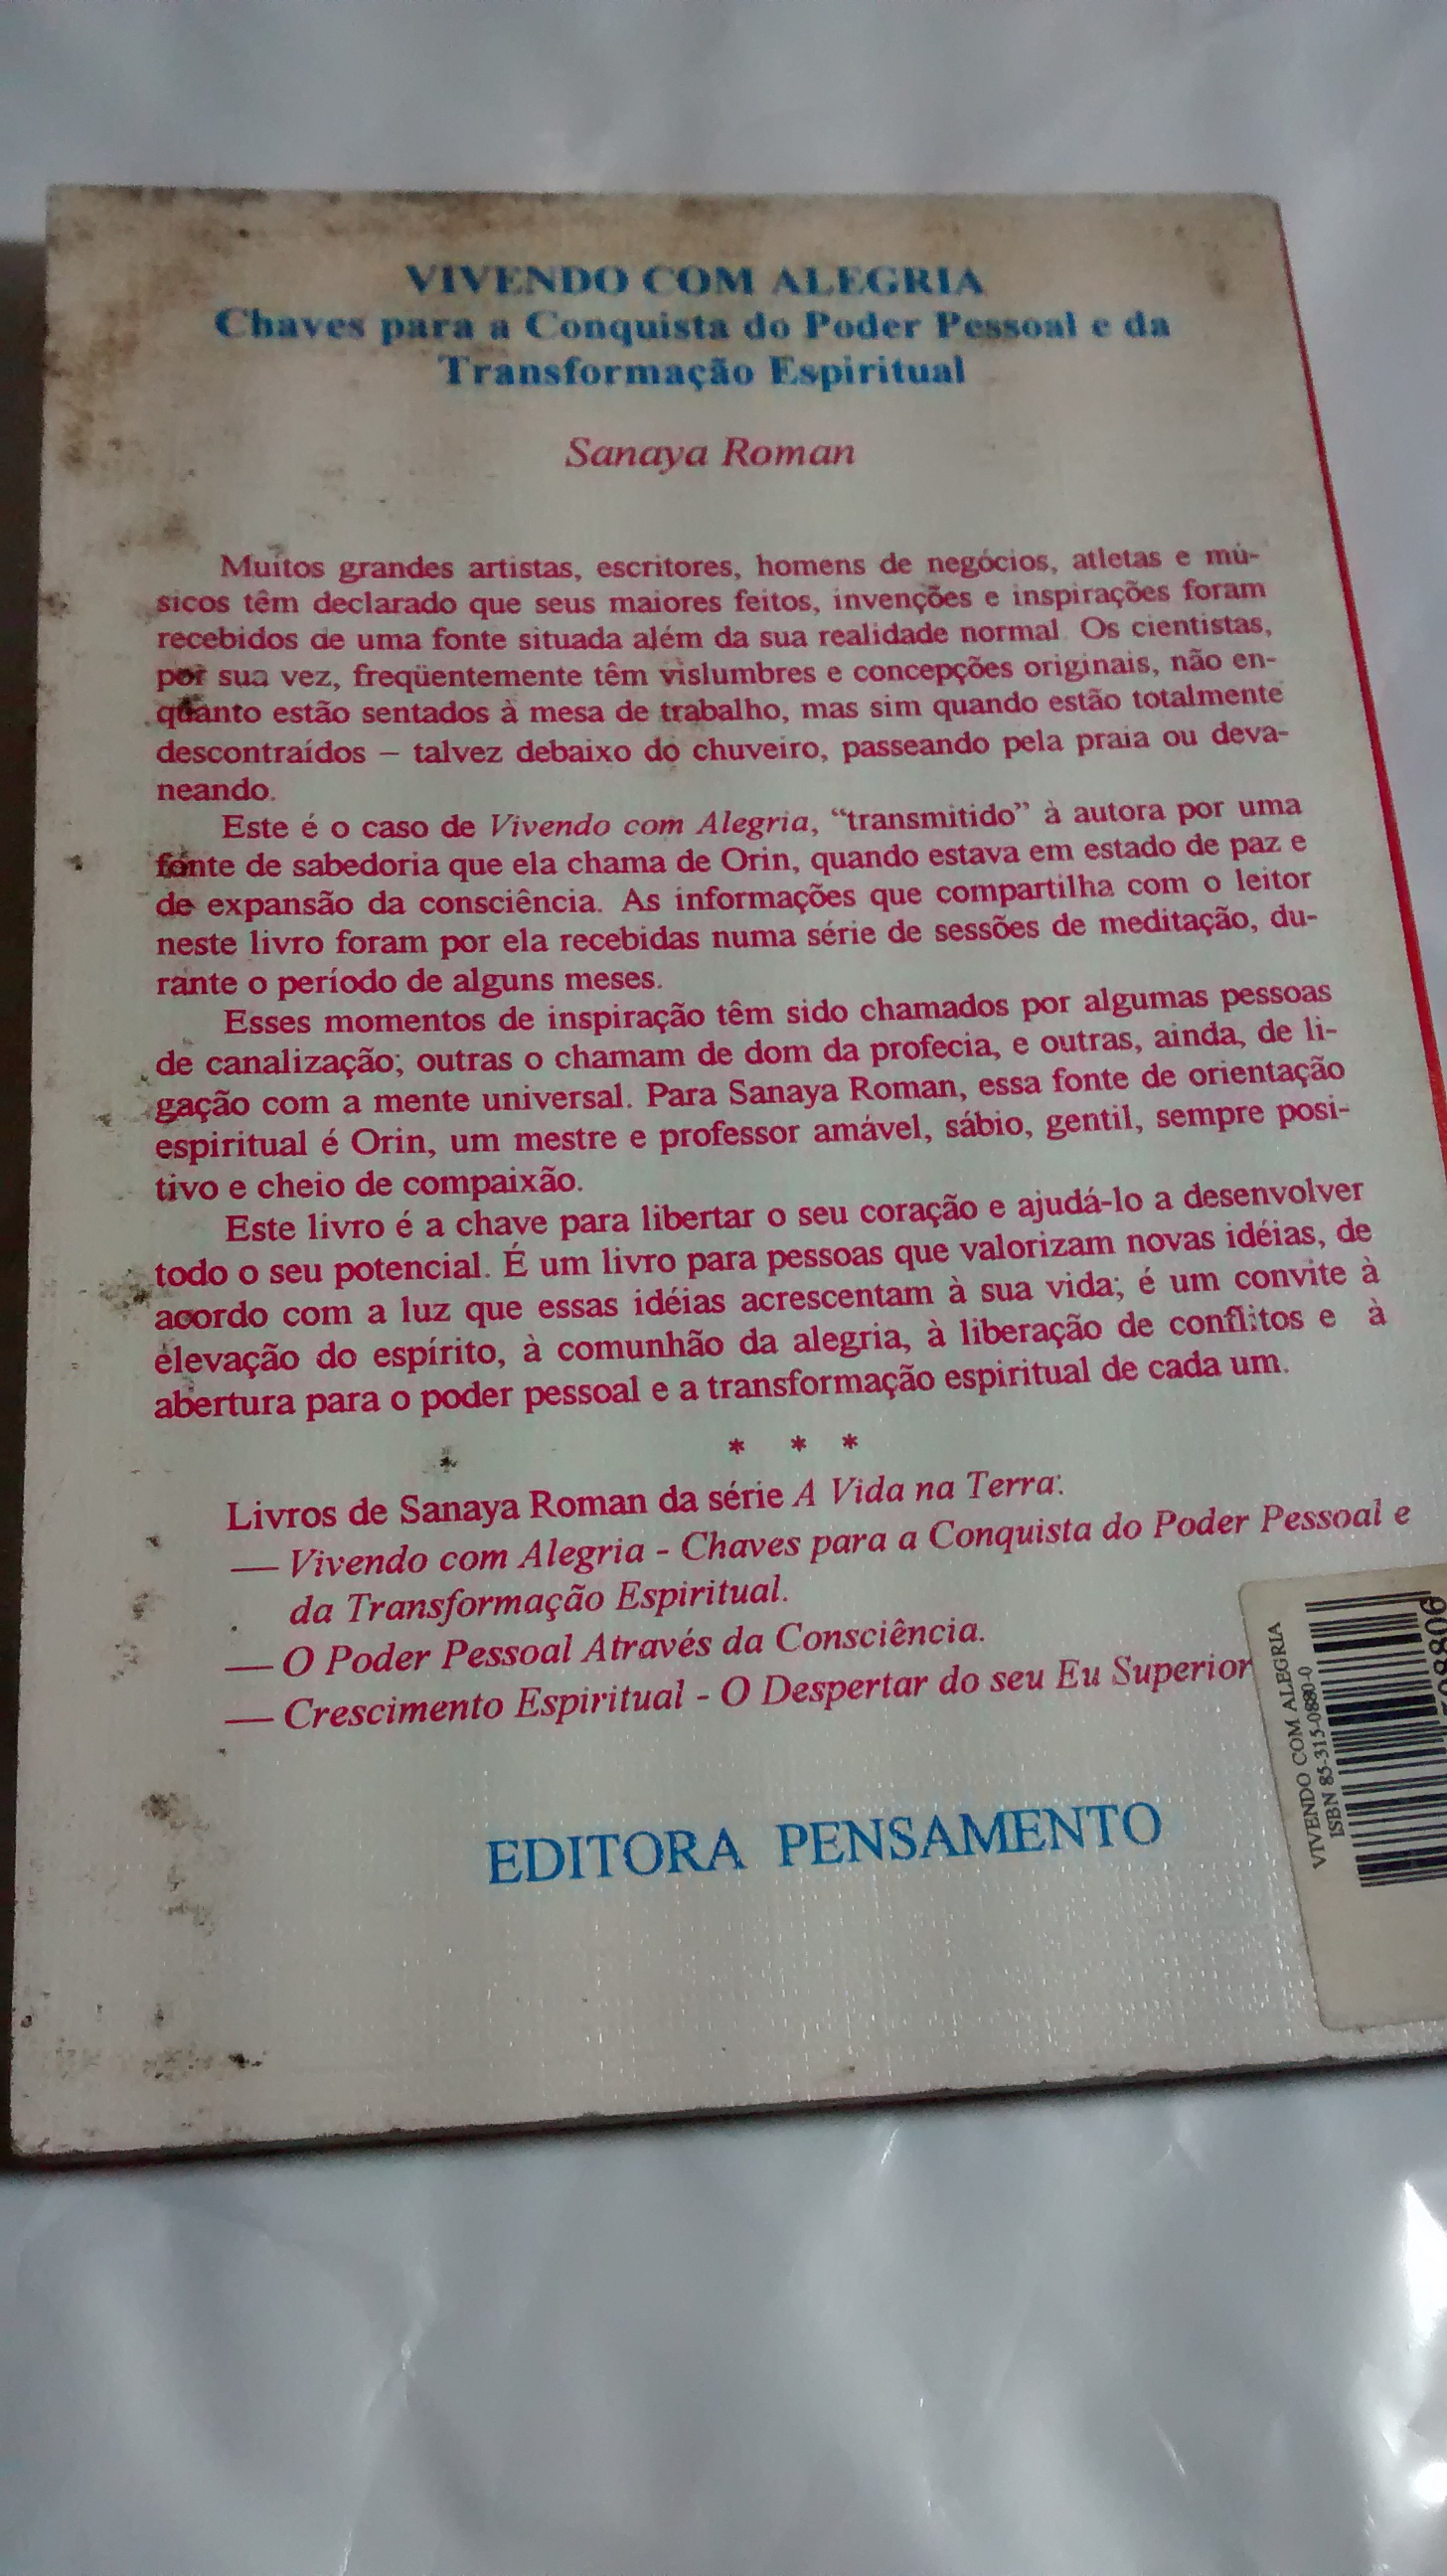 VIVENDO COM ALEGRIA
Chaves para a Conquista do Poder Pessoal e da
Transformação Espiritual
Sanaya Roman
Muitos grandes artistas, escritores, homens de negócios, atletas e mú-
sicos têm declarado que seus maiores feitos, invenções e inspirações foram
recebidos de uma fonte situada além da sua realidade normal. Os cientistas,
por sua vez, freqüentemente têm vislumbres e concepções originais, não en-
quanto estão sentados à mesa de trabalho, mas sim quando estão totalmente
descontraídos – talvez debaixo do chuveiro, passeando pela praia ou deva-
neando.
Este é o caso de Vivendo com Alegria, “transmitido” à autora por uma
fonte de sabedoria que ela chama de Orin, quando estava em estado de paz e
de expansão da consciência. As informações que compartilha com o leitor
neste livro foram por ela recebidas numa série de sessões de meditação, du-
rante o período de alguns meses.
Esses momentos de inspiração têm sido chamados por algumas pessoas
de canalização; outras o chamam de dom da profecia, e outras, ainda, de li-
gação com a mente universal. Para Sanaya Roman, essa fonte de orientação
espiritual é Orin, um mestre e professor amável, sábio, gentil, sempre posi-
tivo e cheio de compaixão.
Este livro é a chave para libertar o seu coração e ajudá-lo a desenvolver
todo o seu potencial. É um livro para pessoas que valorizam novas idéias, de
acordo com a luz que essas idéias acrescentam à sua vida; é um convite à
elevação do espírito, à comunhão da alegria, à liberação de conflitos e à
abertura para o poder pessoal e a transformação espiritual de cada um.
* * *
Livros de Sanaya Roman da série A Vida na Terra:
— Vivendo com Alegria - Chaves para a Conquista do Poder Pessoal e
da Transformação Espiritual.
— O Poder Pessoal Através da Consciência.
— Crescimento Espiritual - O Despertar do seu Eu Superior
VIVENDO COM ALEGRIA
ISBN 85-315-0880-0
EDITORA PENSAMENTO